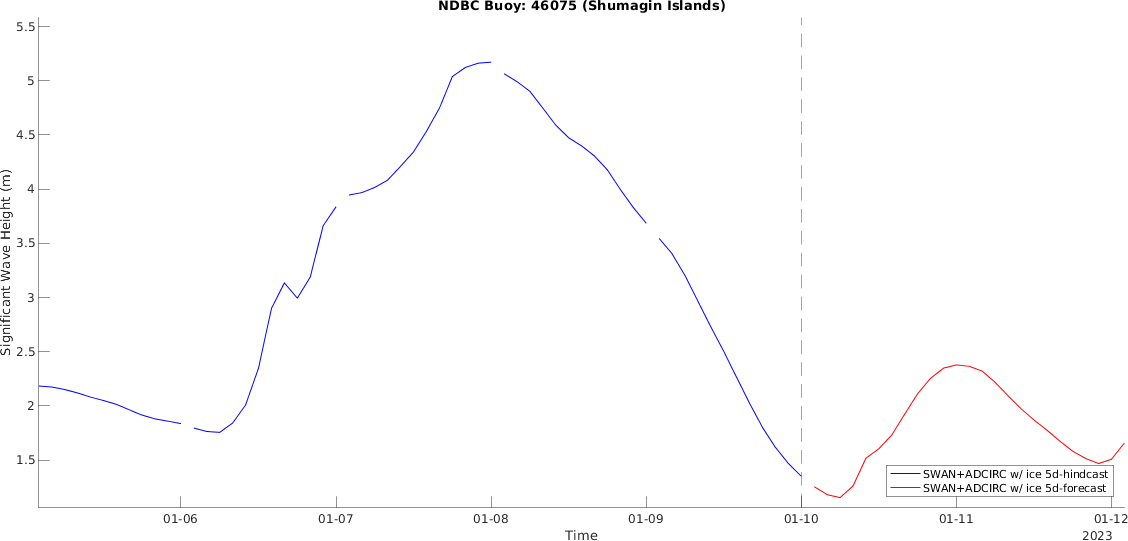 NDBC Buoy: 46075 (Shumagin Islands)
5.5
5
4.5
4
3.5
3
2.5
2
1.5
Significant Wave Height (m)
SWAN+ADCIRC w/ ice 5d-hindcast
SWAN+ADCIRC w/ ice 5d-forecast
01-06 01-07 01-08 01-09 01-10 01-11 01-12
Time
2023